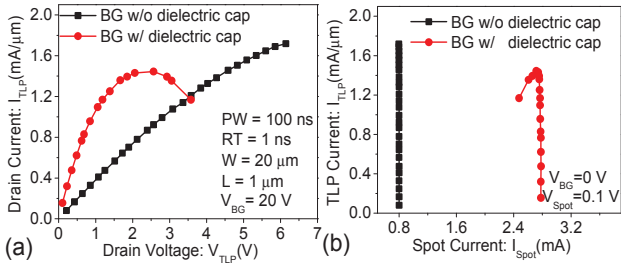 BG w/o dielectric cap
BG w/ dielectric cap
Drain Current: I_TLP(mA/μm)
2.0
1.6
1.2
0.8
0.4
0.0
PW = 100 ns
RT = 1 ns
W = 20 μm
L = 1 μm
V_BG = 20 V
0 1 2 3 4 5 6 7
Drain Voltage: V_TLP(V)
(a)
BG w/o dielectric cap
BG w/ dielectric cap
TLP Current: I_TLP(mA/μm)
2.0
1.6
1.2
0.8
0.4
0.0
V_BG=0 V
V_Spot=0.1 V
0.8 1.6 2.4 3.2
Spot Current: I_Spot(mA)
(b)